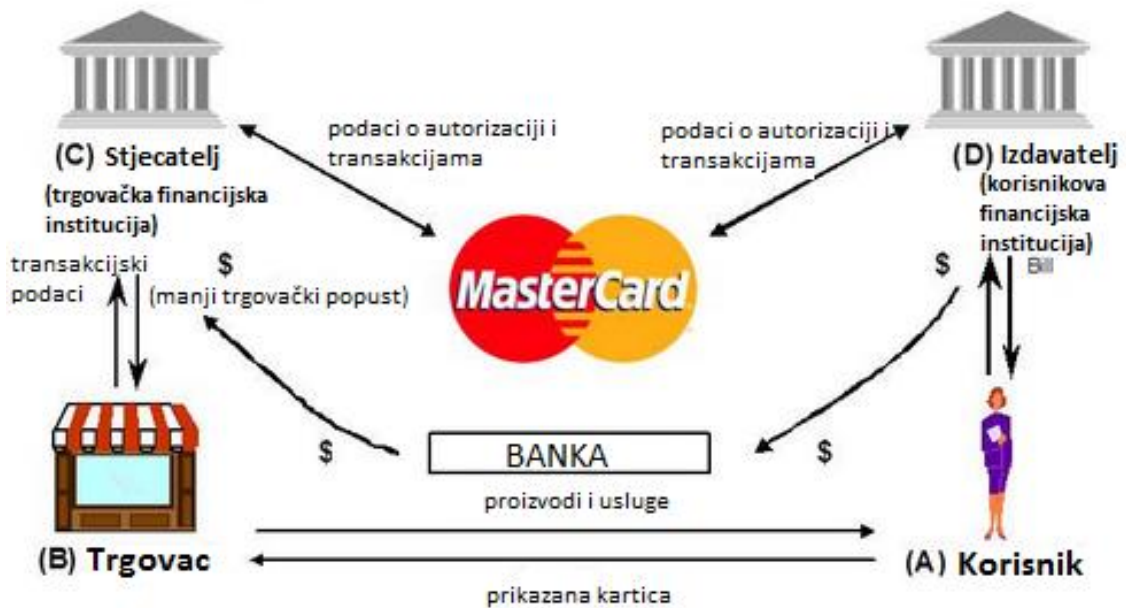 podaci o autorizaciji i
transakcijama
podaci o autorizaciji i
transakcijama
(C) Stjecatelj
(trgovačka financijska
institucija)
(D) Izdavatelj
(korisnikova
financijska
institucija)
transakcijski
podaci
$
(manji trgovački popust)
MasterCard
$
Bill
$
BANKA
$
proizvodi i usluge
(B) Trgovac
(A) Korisnik
prikazana kartica